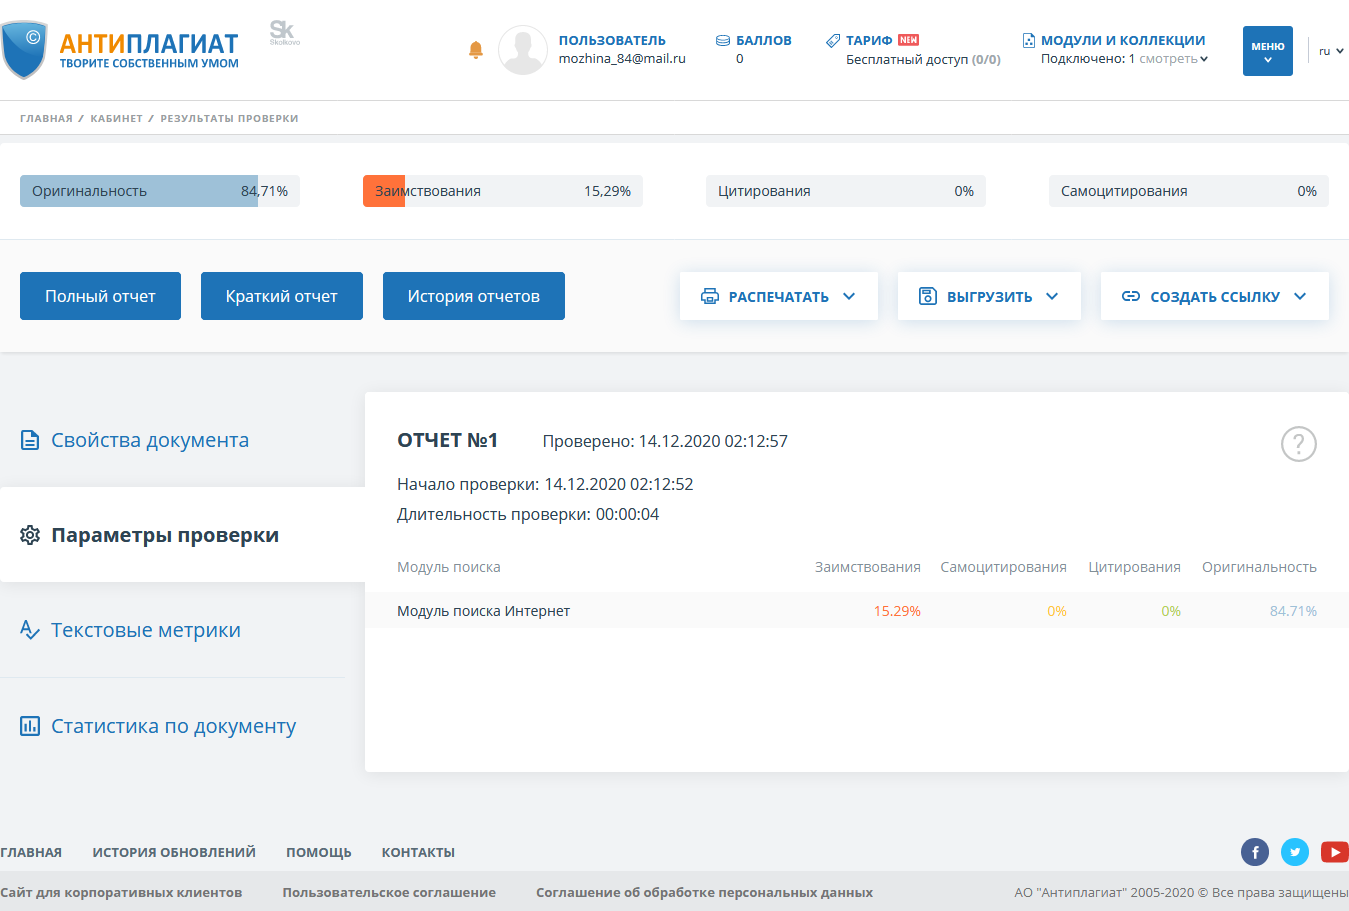 ©
АНТИПЛАГИАТ
ТВОРИТЕ СОБСТВЕННЫМ УМОМ
Sk
Skolkovo
ПОЛЬЗОВАТЕЛЬ
mozhina_84@mail.ru
БАЛЛОВ
0
ТАРИФ NEW
Бесплатный доступ (0/0)
МОДУЛИ И КОЛЛЕКЦИИ
Подключено: 1 смотреть
МЕНЮ
ru
ГЛАВНАЯ / КАБИНЕТ / РЕЗУЛЬТАТЫ ПРОВЕРКИ
Оригинальность 84,71%
Заимствования 15,29%
Цитирования 0%
Самоцитирования 0%
Полный отчет
Краткий отчет
История отчетов
РАСПЕЧАТАТЬ
ВЫГРУЗИТЬ
СОЗДАТЬ ССЫЛКУ
Свойства документа
Параметры проверки
Текстовые метрики
Статистика по документу
ОТЧЕТ №1 Проверено: 14.12.2020 02:12:57
?
Начало проверки: 14.12.2020 02:12:52
Длительность проверки: 00:00:04
Модуль поиска Заимствования Самоцитирования Цитирования Оригинальность
Модуль поиска Интернет 15.29% 0% 0% 84.71%
ГЛАВНАЯ ИСТОРИЯ ОБНОВЛЕНИЙ ПОМОЩЬ КОНТАКТЫ
Сайт для корпоративных клиентов Пользовательское соглашение Соглашение об обработке персональных данных АО "Антиплагиат" 2005-2020 © Все права защищены